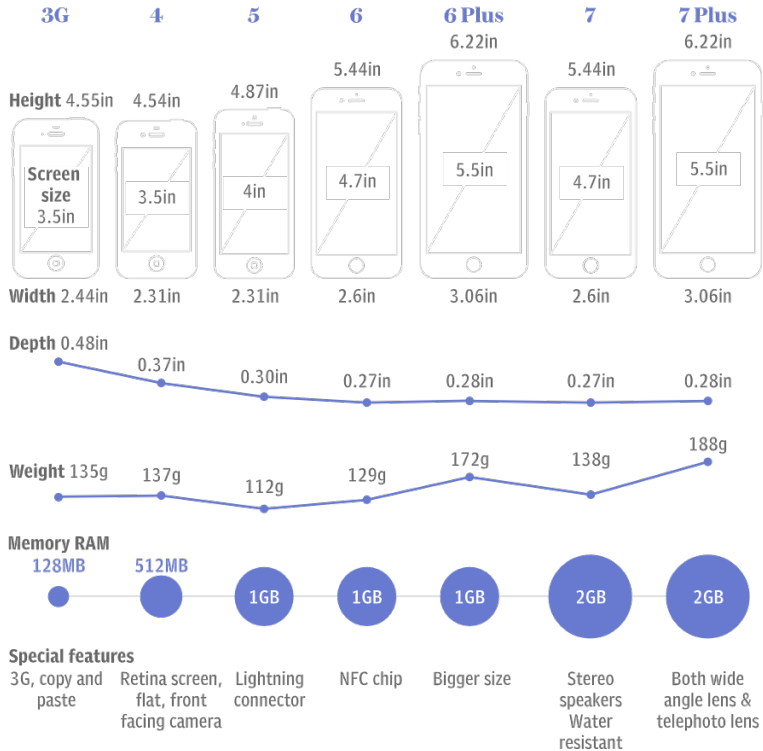 3G 4 5 6 6 Plus 7 7 Plus
Height 4.55in 4.54in 4.87in 5.44in 6.22in 5.44in 6.22in
Screen
size
3.5in 3.5in 4in 4.7in 5.5in 4.7in 5.5in
Width 2.44in 2.31in 2.31in 2.6in 3.06in 2.6in 3.06in
Depth 0.48in 0.37in 0.30in 0.27in 0.28in 0.27in 0.28in
Weight 135g 137g 112g 129g 172g 138g 188g
Memory RAM
128MB 512MB 1GB 1GB 1GB 2GB 2GB
Special features
3G, copy and
paste
Retina screen,
flat, front
facing camera
Lightning
connector
NFC chip
Bigger size
Stereo
speakers
Water
resistant
Both wide
angle lens &
telephoto lens